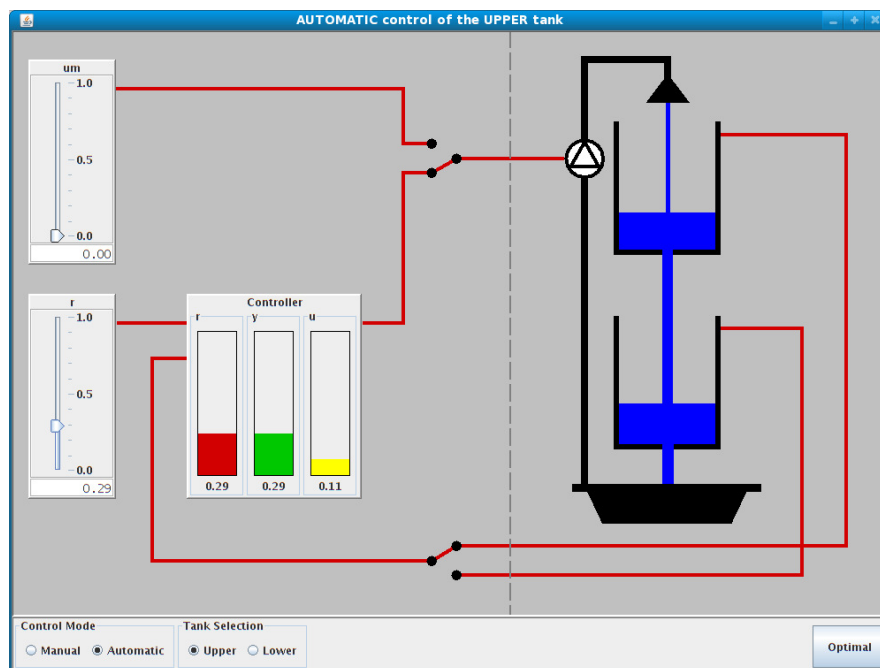 AUTOMATIC control of the UPPER tank
um
1.0
0.5
0.0
0.00
r
1.0
0.5
0.0
0.29
Controller
r y u
0.29 0.29 0.11
Control Mode
Manual Automatic
Tank Selection
Upper Lower
Optimal